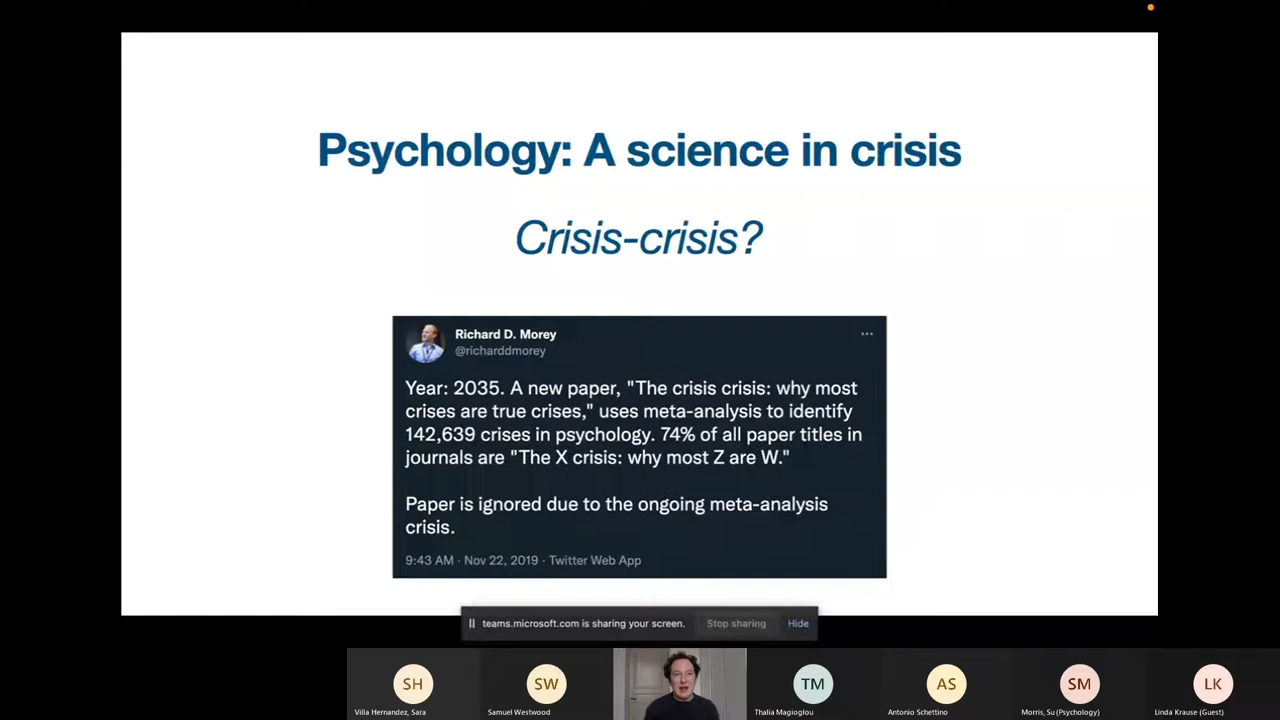 Psychology: A science in crisis
Crisis-crisis?
Richard D. Morey
@richarddmorey
Year: 2035. A new paper, "The crisis crisis: why most
crises are true crises," uses meta-analysis to identify
142,639 crises in psychology. 74% of all paper titles in
journals are "The X crisis: why most Z are W."
Paper is ignored due to the ongoing meta-analysis
crisis.
9:43 AM · Nov 22, 2019 · Twitter Web App
teams.microsoft.com is sharing your screen. Stop sharing Hide
SH SW TM AS SM LK
Villa Hernandez, Sara Samuel Westwood Thalia Magioglou Antonio Schettino Morris, Su (Psychology) Linda Krause (Guest)